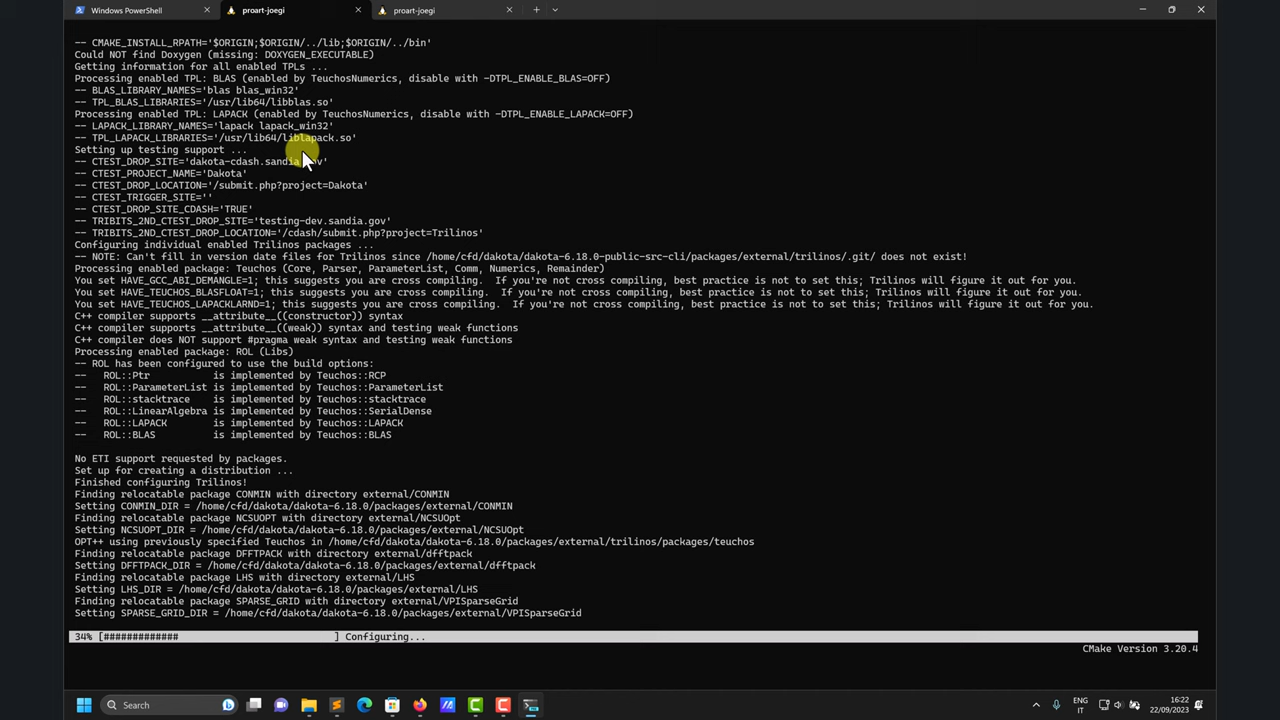 Windows PowerShell
proart-joegi
proart-joegi
-- CMAKE_INSTALL_RPATH='$ORIGIN;$ORIGIN/../lib;$ORIGIN/../bin'
Could NOT find Doxygen (missing: DOXYGEN_EXECUTABLE)
Getting information for all enabled TPLs ...
Processing enabled TPL: BLAS (enabled by TeuchosNumerics, disable with -DTPL_ENABLE_BLAS=OFF)
-- BLAS_LIBRARY_NAMES='blas blas_win32'
-- TPL_BLAS_LIBRARIES='/usr/lib64/libblas.so'
Processing enabled TPL: LAPACK (enabled by TeuchosNumerics, disable with -DTPL_ENABLE_LAPACK=OFF)
-- LAPACK_LIBRARY_NAMES='lapack lapack_win32'
-- TPL_LAPACK_LIBRARIES='/usr/lib64/liblapack.so'
Setting up testing support ...
-- CTEST_DROP_SITE='dakota-cdash.sandia.gov'
-- CTEST_PROJECT_NAME='Dakota'
-- CTEST_DROP_LOCATION='/submit.php?project=Dakota'
-- CTEST_TRIGGER_SITE=''
-- CTEST_DROP_SITE_CDASH='TRUE'
-- TRIBITS_2ND_CTEST_DROP_SITE='testing-dev.sandia.gov'
-- TRIBITS_2ND_CTEST_DROP_LOCATION='/cdash/submit.php?project=Trilinos'
Configuring individual enabled Trilinos packages ...
-- NOTE: Can't fill in version date files for Trilinos since /home/cfd/dakota/dakota-6.18.0-public-src-cli/packages/external/trilinos/.git/ does not exist!
Processing enabled package: Teuchos (Core, Parser, ParameterList, Comm, Numerics, Remainder)
You set HAVE_GCC_ABI_DEMANGLE=1; this suggests you are cross compiling.  If you're not cross compiling, best practice is not to set this; Trilinos will figure it out for you.
You set HAVE_TEUCHOS_BLASFLOAT=1; this suggests you are cross compiling.  If you're not cross compiling, best practice is not to set this; Trilinos will figure it out for you.
You set HAVE_TEUCHOS_LAPACKLARND=1; this suggests you are cross compiling.  If you're not cross compiling, best practice is not to set this; Trilinos will figure it out for you.
C++ compiler supports __attribute__((constructor)) syntax
C++ compiler supports __attribute__((weak)) syntax and testing weak functions
C++ compiler does NOT support #pragma weak syntax and testing weak functions
Processing enabled package: ROL (Libs)
-- ROL has been configured to use the build options:
--   ROL::Ptr           is implemented by Teuchos::RCP
--   ROL::ParameterList is implemented by Teuchos::ParameterList
--   ROL::stacktrace    is implemented by Teuchos::stacktrace
--   ROL::LinearAlgebra is implemented by Teuchos::SerialDense
--   ROL::LAPACK        is implemented by Teuchos::LAPACK
--   ROL::BLAS          is implemented by Teuchos::BLAS
No ETI support requested by packages.
Set up for creating a distribution ...
Finished configuring Trilinos!
Finding relocatable package CONMIN with directory external/CONMIN
Setting CONMIN_DIR = /home/cfd/dakota/dakota-6.18.0/packages/external/CONMIN
Finding relocatable package NCSUOPT with directory external/NCSUOpt
Setting NCSUOPT_DIR = /home/cfd/dakota/dakota-6.18.0/packages/external/NCSUOpt
OPT++ using previously specified Teuchos in /home/cfd/dakota/dakota-6.18.0/packages/external/trilinos/packages/teuchos
Finding relocatable package DFFTPACK with directory external/dfftpack
Setting DFFTPACK_DIR = /home/cfd/dakota/dakota-6.18.0/packages/external/dfftpack
Finding relocatable package LHS with directory external/LHS
Setting LHS_DIR = /home/cfd/dakota/dakota-6.18.0/packages/external/LHS
Finding relocatable package SPARSE_GRID with directory external/VPISparseGrid
Setting SPARSE_GRID_DIR = /home/cfd/dakota/dakota-6.18.0/packages/external/VPISparseGrid
34% [#############                         ] Configuring...
CMake Version 3.20.4
Search
ENG
IT
16:22
22/09/2023